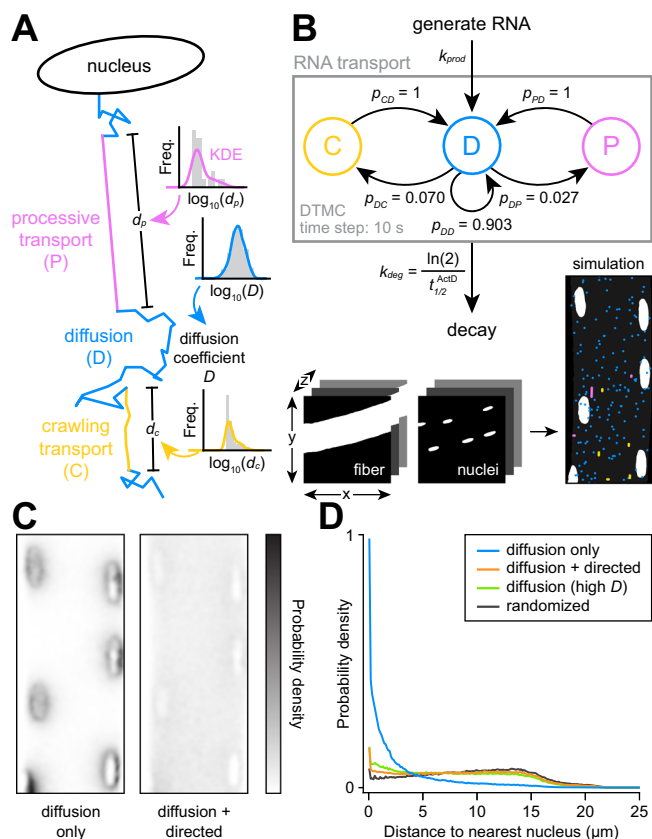 A
nucleus
Freq.
KDE
log10(dp)
processive
transport
(P)
dp
Freq.
log10(D)
diffusion
(D)
diffusion
coefficient
D
crawling
transport
(C)
dc
Freq.
log10(dc)
B
generate RNA
kprod
RNA transport
pCD = 1
pPD = 1
C
D
P
pDC = 0.070
pDP = 0.027
pDD = 0.903
DTMC
time step: 10 s
kdeg = ln(2) / t1/2ActD
decay
simulation
z
y
x
fiber
nuclei
C
Probability density
diffusion
only
diffusion +
directed
D
1
Probability density
0
diffusion only
diffusion + directed
diffusion (high D)
randomized
0 5 10 15 20 25
Distance to nearest nucleus (μm)